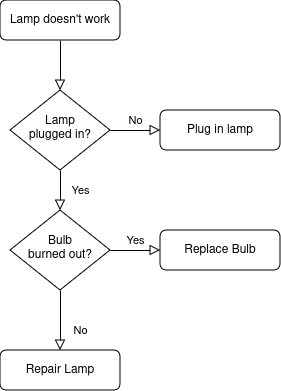 Lamp doesn't work
Lamp
plugged in?
No
Plug in lamp
Yes
Bulb
burned out?
Yes
Replace Bulb
No
Repair Lamp